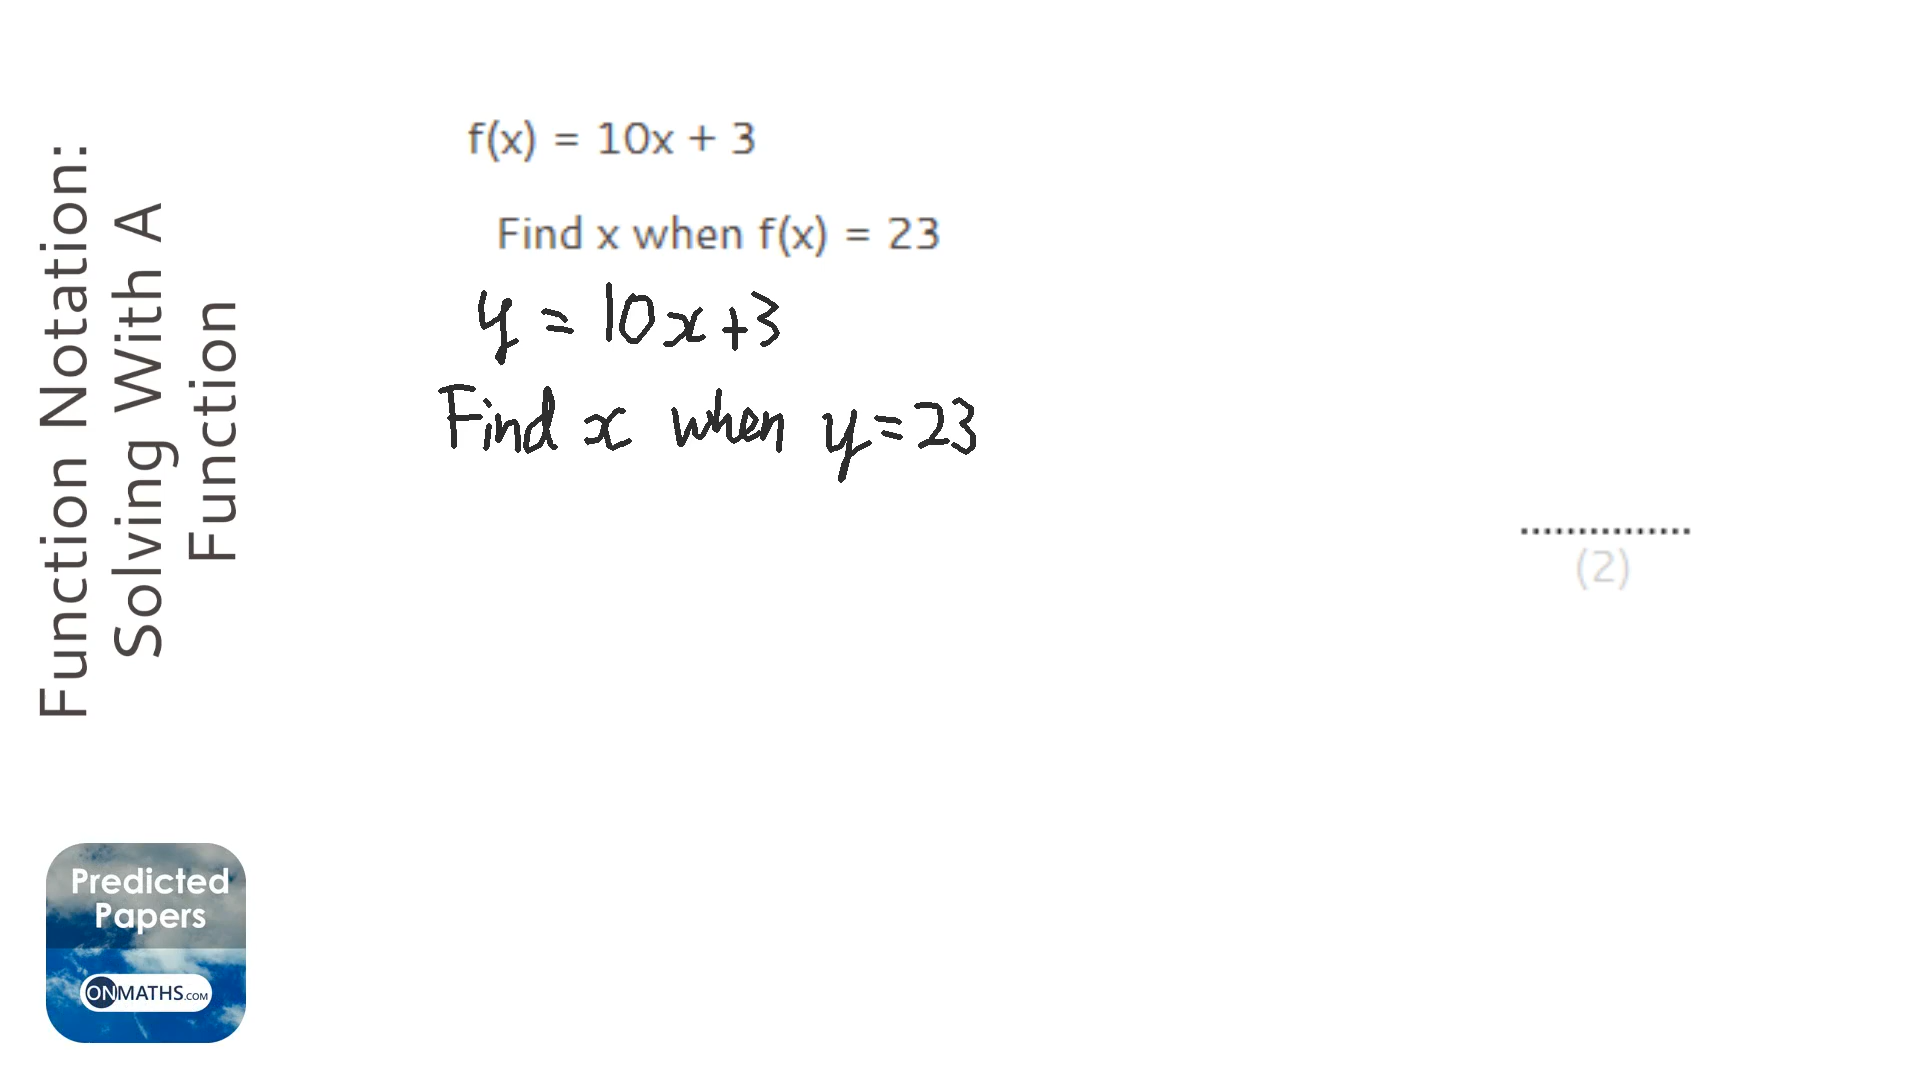 Function Notation:
Solving With A
Function
f(x) = 10x + 3
Find x when f(x) = 23
y = 10x+3
Find x when y=23
...............
(2)
Predicted
Papers
ONMATHS.COM